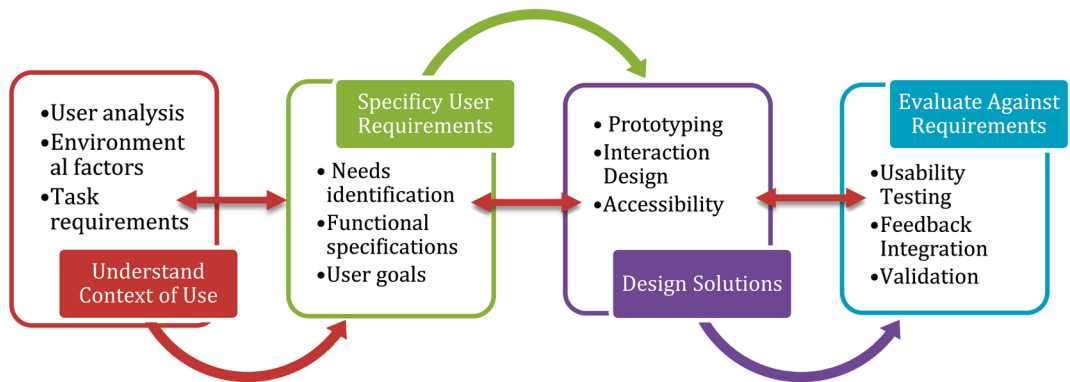 •User analysis
•Environment
al factors
•Task
requirements
Understand
Context of Use
Specificy User
Requirements
• Needs
identification
•Functional
specifications
•User goals
• Prototyping
•Interaction
Design
•Accessibility
Design Solutions
Evaluate Against
Requirements
•Usability
Testing
•Feedback
Integration
•Validation